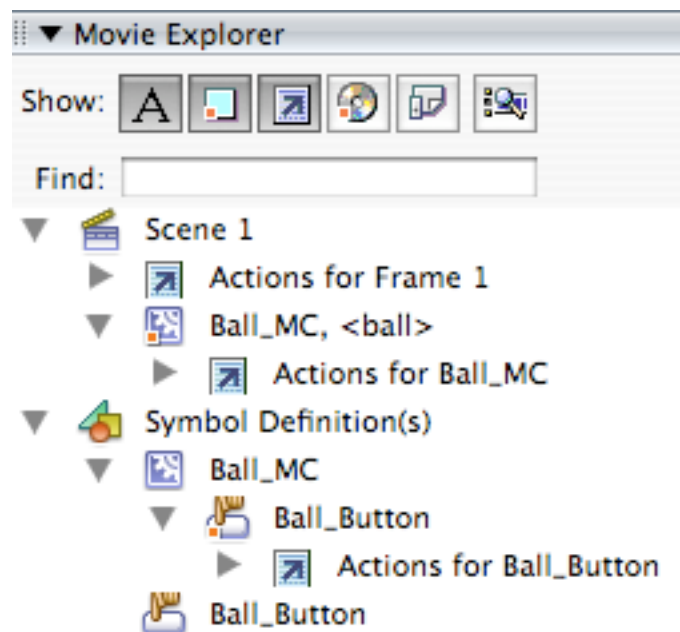 Movie Explorer
Show: A
Find:
Scene 1
Actions for Frame 1
Ball_MC, <ball>
Actions for Ball_MC
Symbol Definition(s)
Ball_MC
Ball_Button
Actions for Ball_Button
Ball_Button